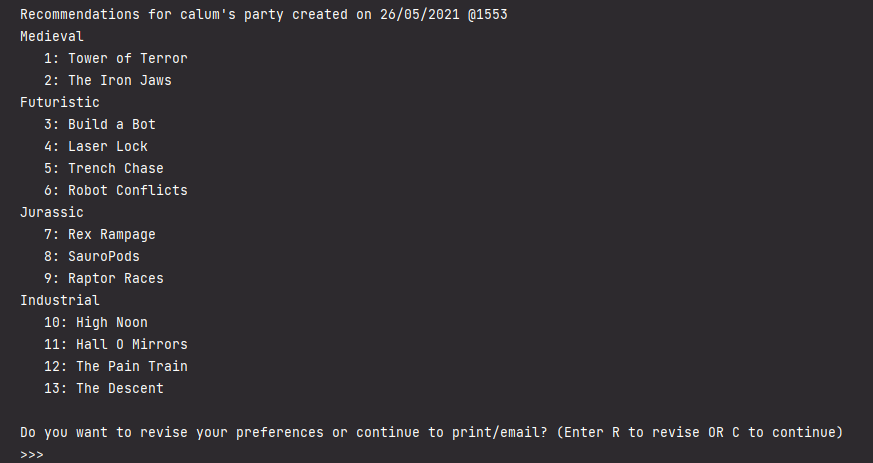 Recommendations for calum's party created on 26/05/2021 @1553
Medieval
1: Tower of Terror
2: The Iron Jaws
Futuristic
3: Build a Bot
4: Laser Lock
5: Trench Chase
6: Robot Conflicts
Jurassic
7: Rex Rampage
8: SauroPods
9: Raptor Races
Industrial
10: High Noon
11: Hall O Mirrors
12: The Pain Train
13: The Descent
Do you want to revise your preferences or continue to print/email? (Enter R to revise OR C to continue)
>>>